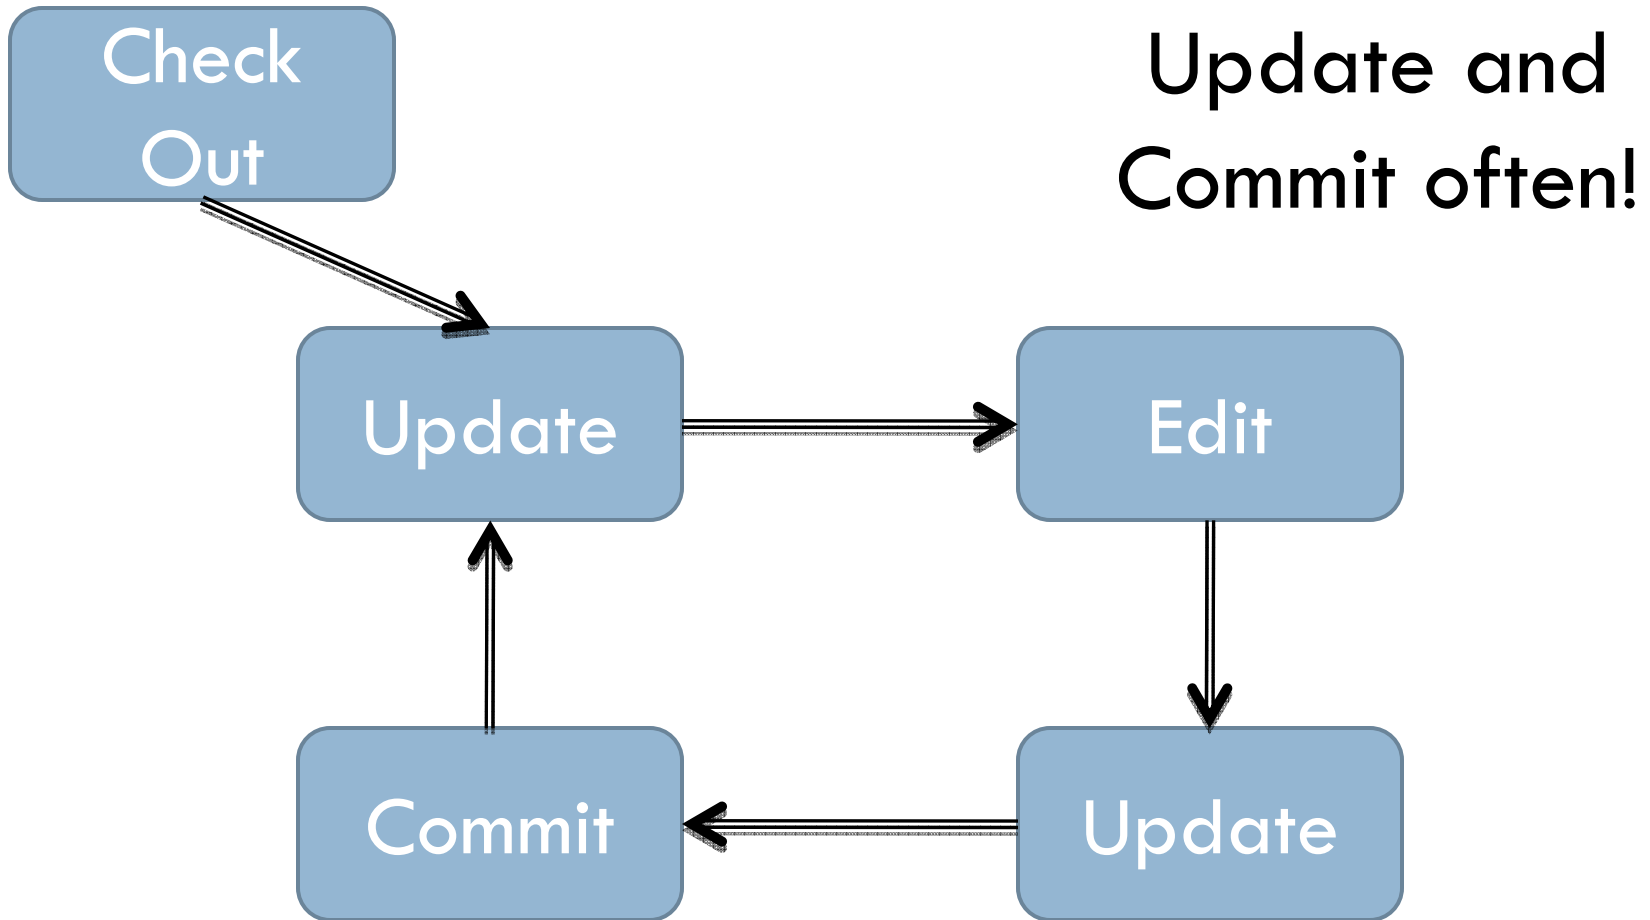 Check
Out
Update and
Commit often!
Update
Edit
Commit
Update